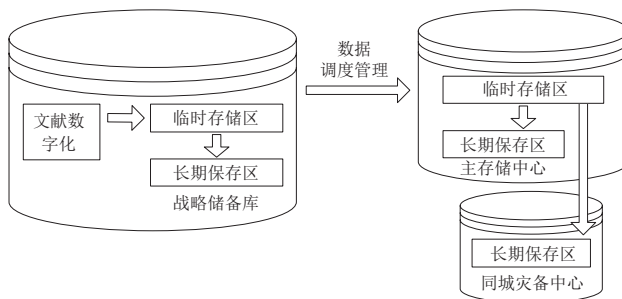 文献数
字化
临时存储区
长期保存区
战略储备库
数据
调度管理
临时存储区
长期保存区
主存储中心
长期保存区
同城灾备中心